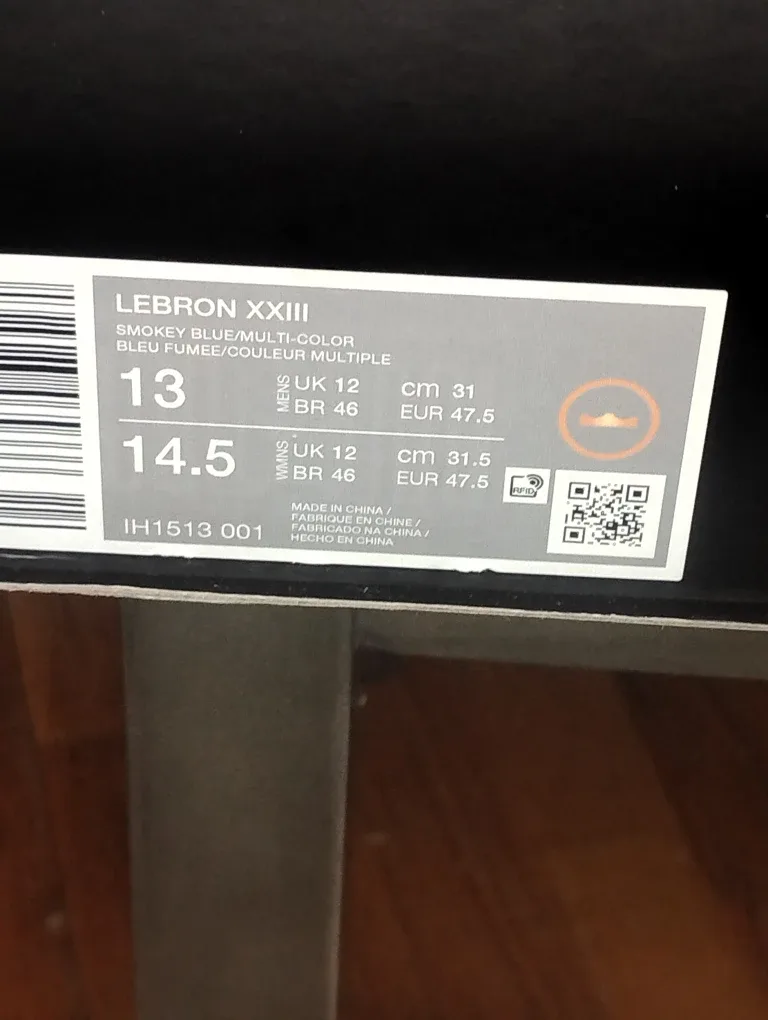 LEBRON XXIII
SMOKEY BLUE/MULTI-COLOR
BLEU FUMEE/COULEUR MULTIPLE
13 MENS UK 12 cm 31
BR 46 EUR 47.5
14.5 WMNS UK 12 cm 31.5
BR 46 EUR 47.5
RFID
IH1513 001
MADE IN CHINA /
FABRIQUE EN CHINE /
FABRICADO NA CHINA /
HECHO EN CHINA